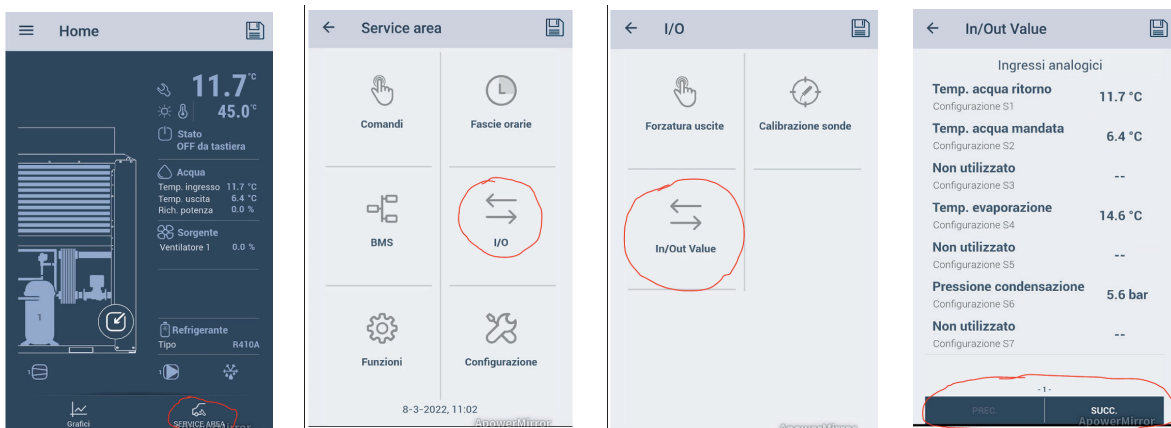 Home
11.7°C
45.0°C
Stato
OFF da tastiera
Acqua
Temp. ingresso 11.7 °C
Temp. uscita 6.4 °C
Rich. potenza 0.0 %
Sorgente
Ventilatore 1 0.0 %
1
Refrigerante
Tipo R410A
1
1
Grafici
SERVICE AREA
Service area
Comandi
Fascie orarie
BMS
I/O
Funzioni
Configurazione
8-3-2022, 11:02
ApowerMirror
I/O
Forzatura uscite
Calibrazione sonde
In/Out Value
ApowerMirror
In/Out Value
Ingressi analogici
Temp. acqua ritorno 11.7 °C
Configurazione S1
Temp. acqua mandata 6.4 °C
Configurazione S2
Non utilizzato --
Configurazione S3
Temp. evaporazione 14.6 °C
Configurazione S4
Non utilizzato --
Configurazione S5
Pressione condensazione 5.6 bar
Configurazione S6
Non utilizzato --
Configurazione S7
- 1 -
PREC. SUCC.
ApowerMirror